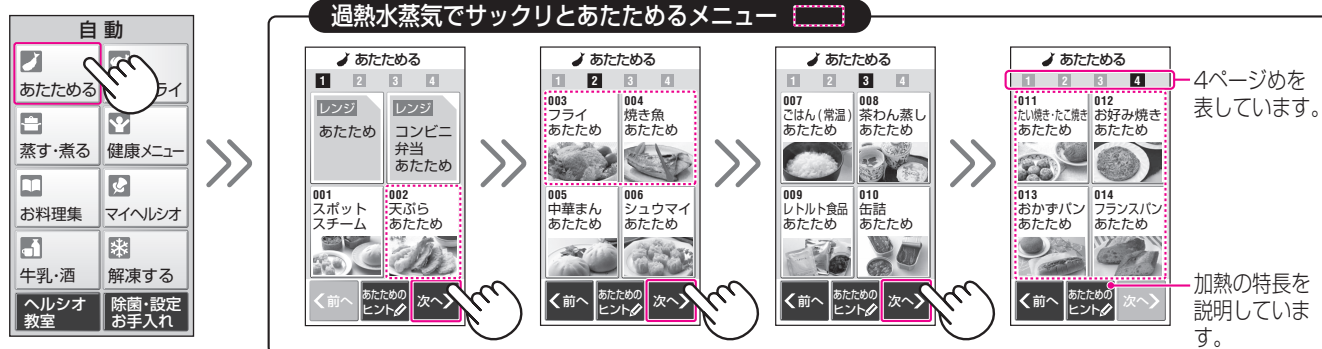 過熱水蒸気でサックリとあたためるメニュー
自動
あたためる
ライ
蒸す・煮る
健康メニュー
お料理集
マイヘルシオ
牛乳・酒
解凍する
ヘルシオ
教室
除菌・設定
お手入れ
あたためる
1 2 3 4
レンジ
あたため
レンジ
コンビニ
弁当
あたため
001
スポット
スチーム
002
天ぷら
あたため
前へ
あたための
ヒント
次へ
あたためる
1 2 3 4
003
フライ
あたため
004
焼き魚
あたため
005
中華まん
あたため
006
シュウマイ
あたため
前へ
あたための
ヒント
次へ
あたためる
1 2 3 4
007
ごはん(常温)
あたため
008
茶わん蒸し
あたため
009
レトルト食品
あたため
010
缶詰
あたため
前へ
あたための
ヒント
次へ
あたためる
1 2 3 4
011
たい焼き・たこ焼き
あたため
012
お好み焼き
あたため
013
おかずパン
あたため
014
フランスパン
あたため
前へ
あたための
ヒント
次へ
4ページめを
表しています。
加熱の特長を
説明していま
す。